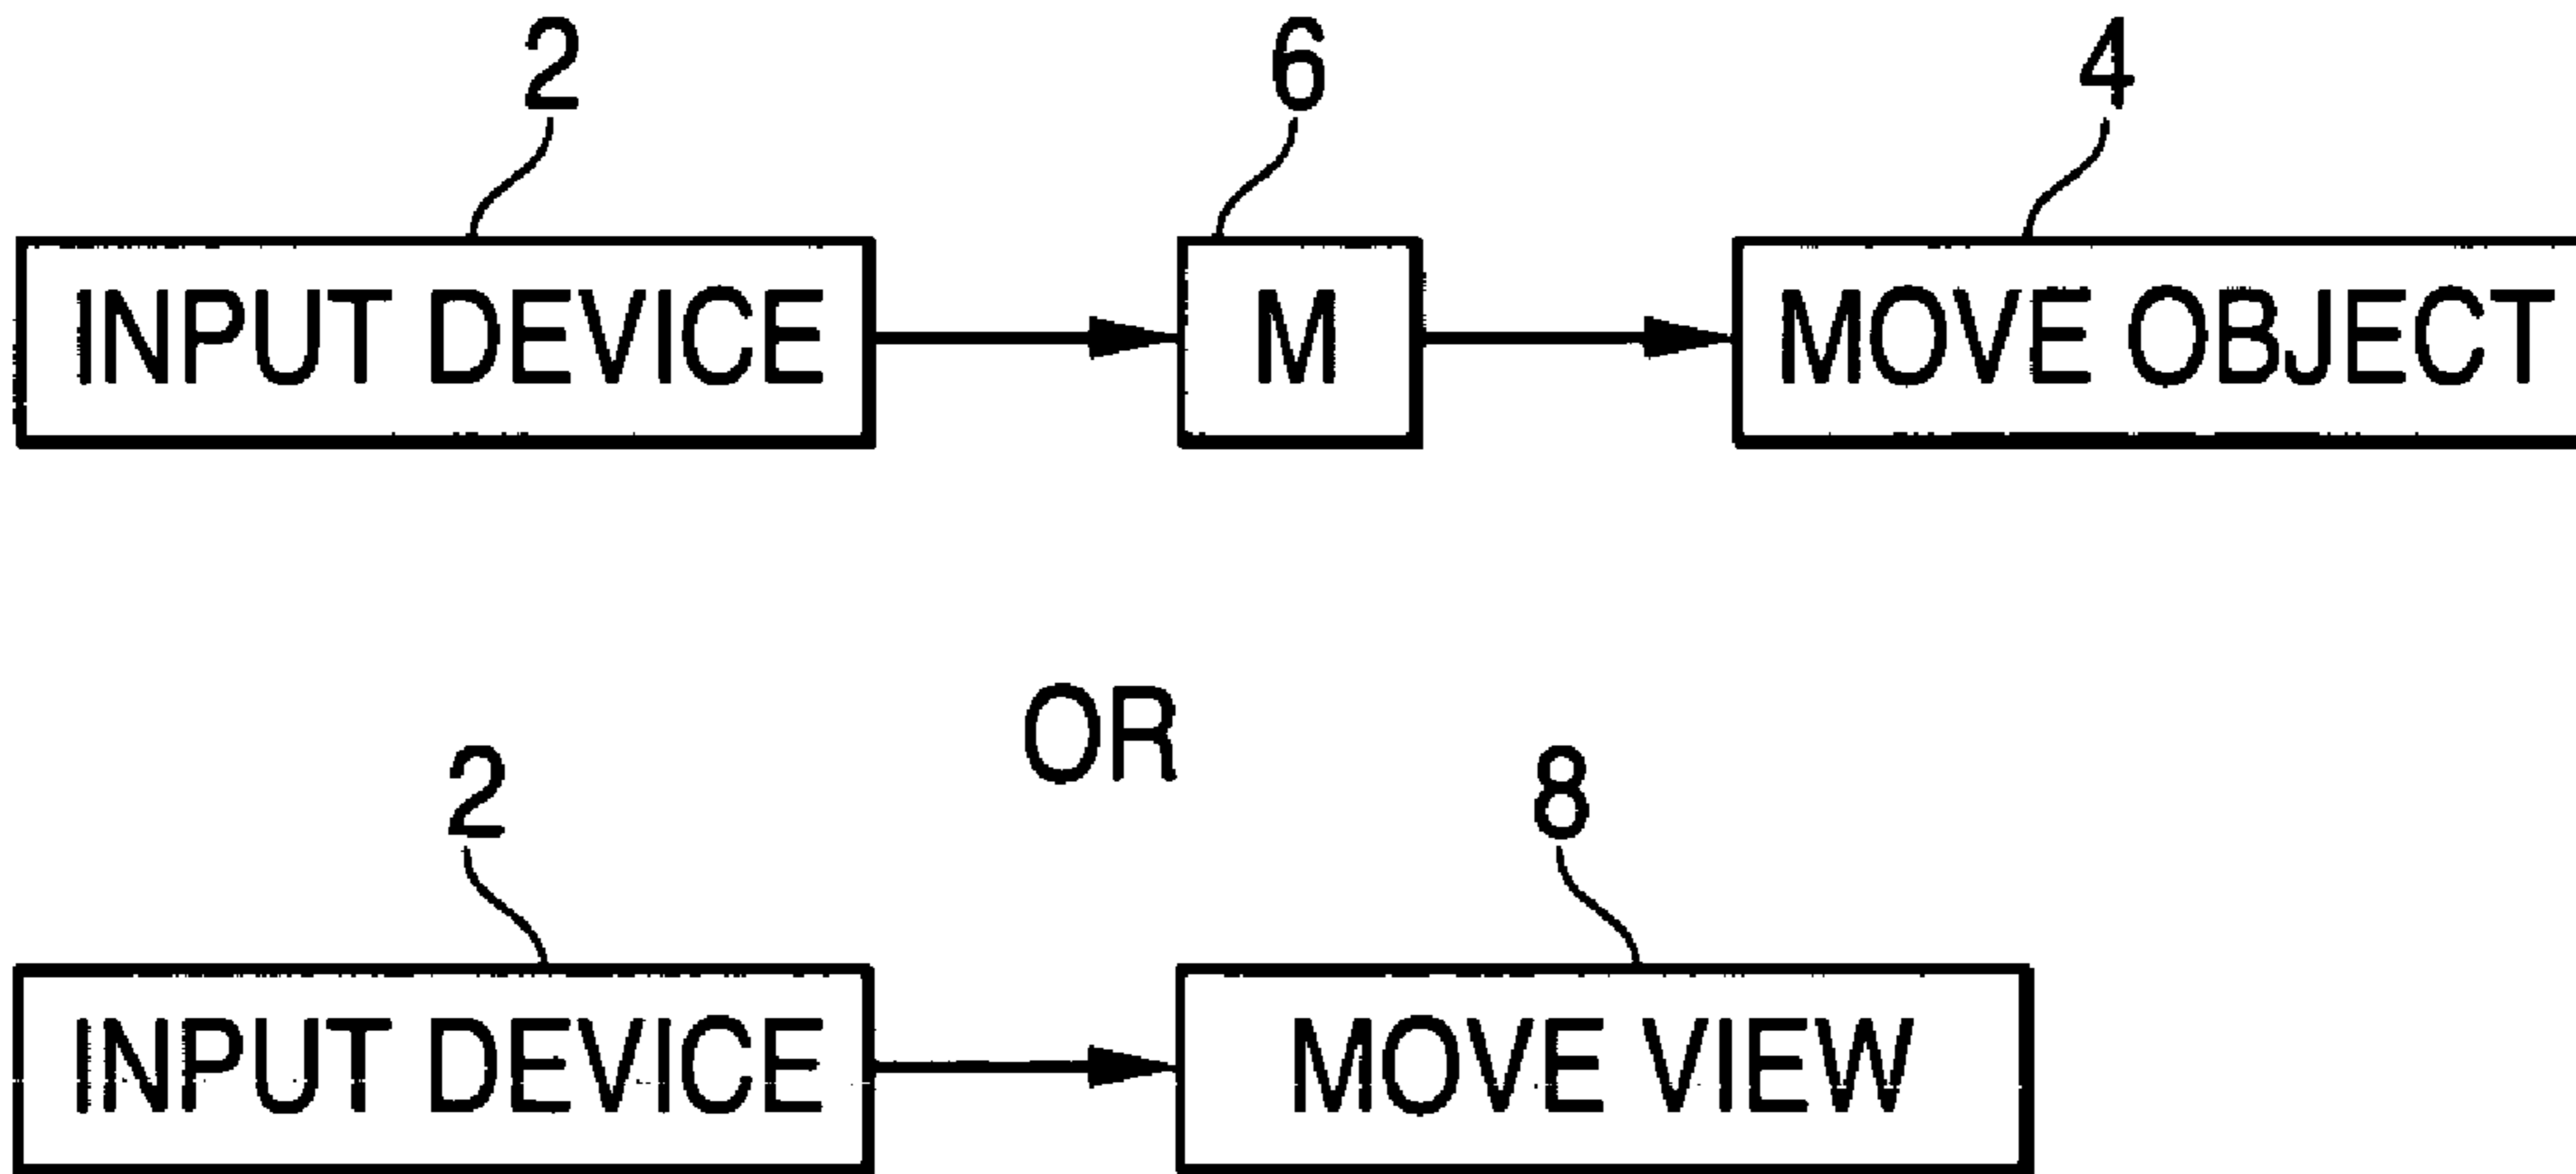 2 6 4
INPUT DEVICE M MOVE OBJECT
OR
2 8
INPUT DEVICE MOVE VIEW